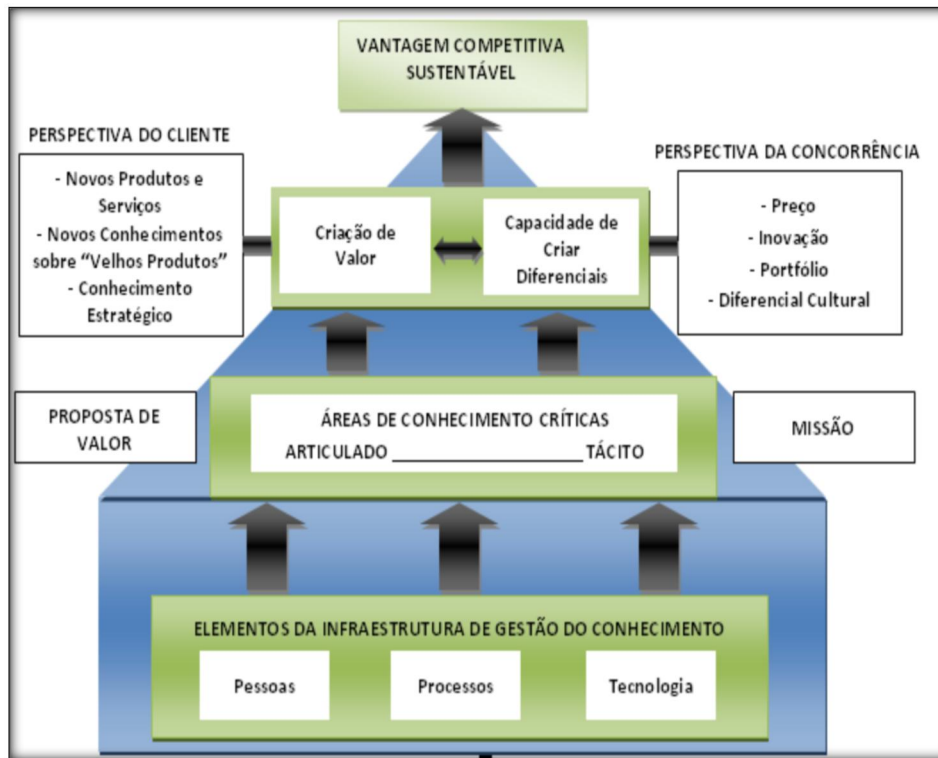 VANTAGEM COMPETITIVA
SUSTENTÁVEL
PERSPECTIVA DO CLIENTE
- Novos Produtos e
Serviços
- Novos Conhecimentos
sobre “Velhos Produtos”
- Conhecimento
Estratégico
Criação de
Valor
Capacidade de
Criar
Diferenciais
PERSPECTIVA DA CONCORRÊNCIA
- Preço
- Inovação
- Portfólio
- Diferencial Cultural
PROPOSTA DE
VALOR
ÁREAS DE CONHECIMENTO CRÍTICAS
ARTICULADO ____________________ TÁCITO
MISSÃO
ELEMENTOS DA INFRAESTRUTURA DE GESTÃO DO CONHECIMENTO
Pessoas
Processos
Tecnologia